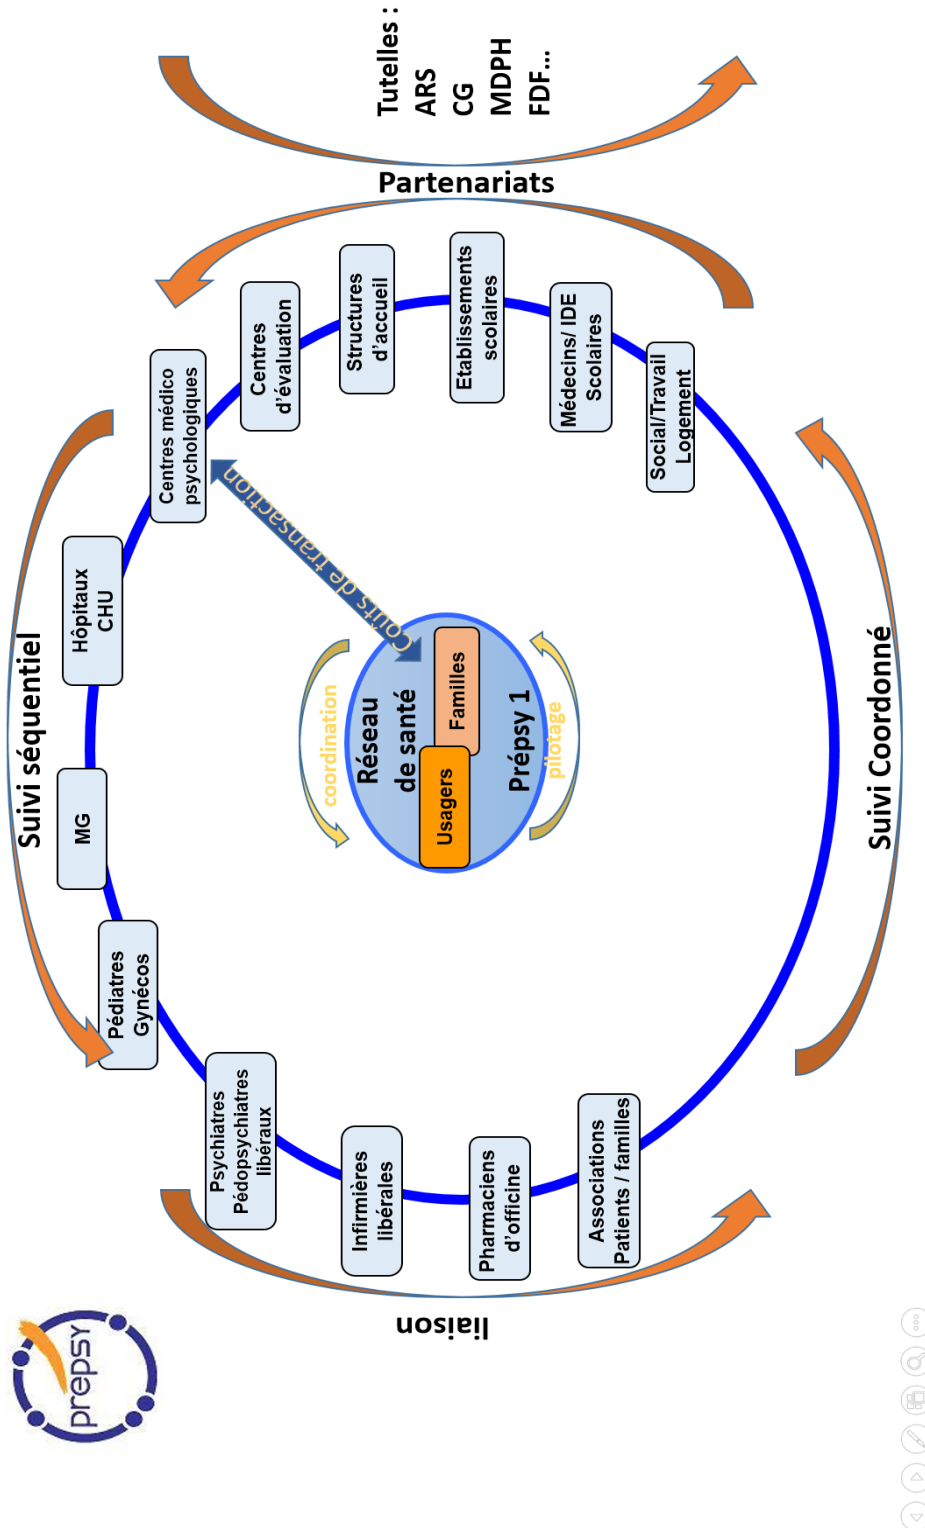 prepsy
Suivi séquentiel
MG
Hôpitaux
CHU
Pédiatres
Gynécos
Centres médico
psychologiques
Psychiatres
Pédopsychiatres
libéraux
Centres
d'évaluation
Coûts de transaction
coordination
Infirmières
libérales
Réseau
de santé
Usagers
Familles
Prépsy 1
pilotage
Structures
d'accueil
liaison
Pharmaciens
d'officine
Etablissements
scolaires
Partenariats
Tutelles :
ARS
CG
MDPH
FDF...
Associations
Patients / familles
Médecins/ IDE
Scolaires
Social/Travail
Logement
Suivi Coordonné